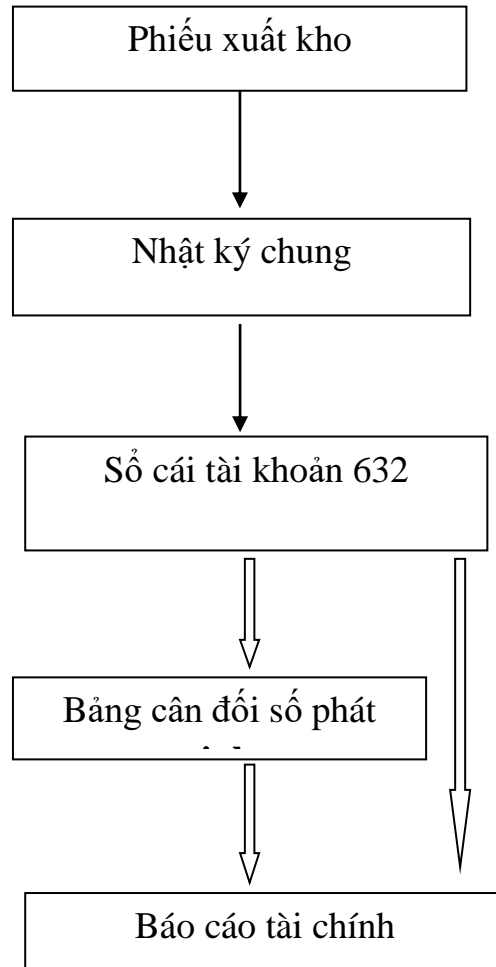 Phiếu xuất kho
Nhật ký chung
Sổ cái tài khoản 632
Bảng cân đối số phát
Báo cáo tài chính